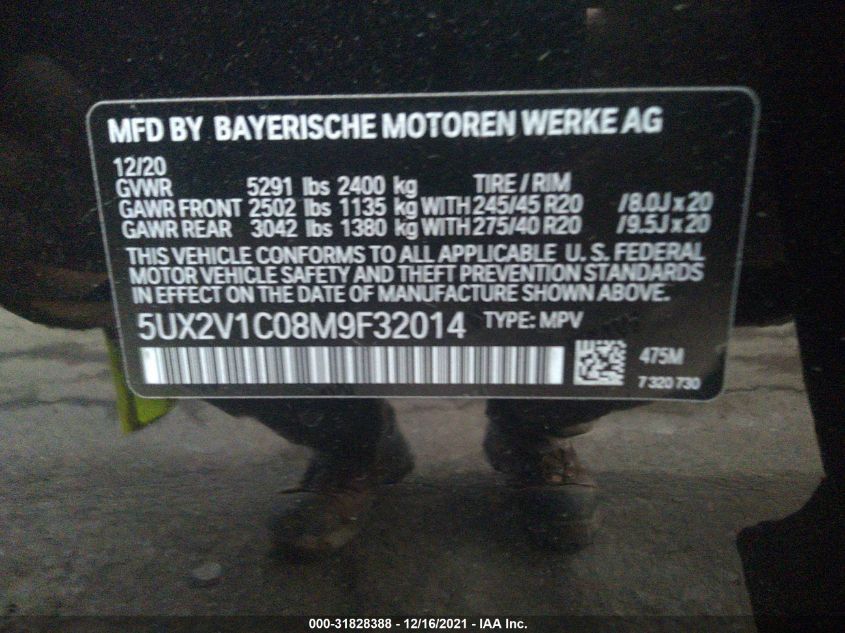 MFD BY BAYERISCHE MOTOREN WERKE AG
12/20
GVWR 5291 lbs 2400 kg TIRE / RIM
GAWR FRONT 2502 lbs 1135 kg WITH 245/45 R20 /8.0J x 20
GAWR REAR 3042 lbs 1380 kg WITH 275/40 R20 /9.5J x 20
THIS VEHICLE CONFORMS TO ALL APPLICABLE U. S. FEDERAL
MOTOR VEHICLE SAFETY AND THEFT PREVENTION STANDARDS
IN EFFECT ON THE DATE OF MANUFACTURE SHOWN ABOVE.
5UX2V1C08M9F32014 TYPE: MPV
475M
7 320 730
000-31828388 - 12/16/2021 - IAA Inc.